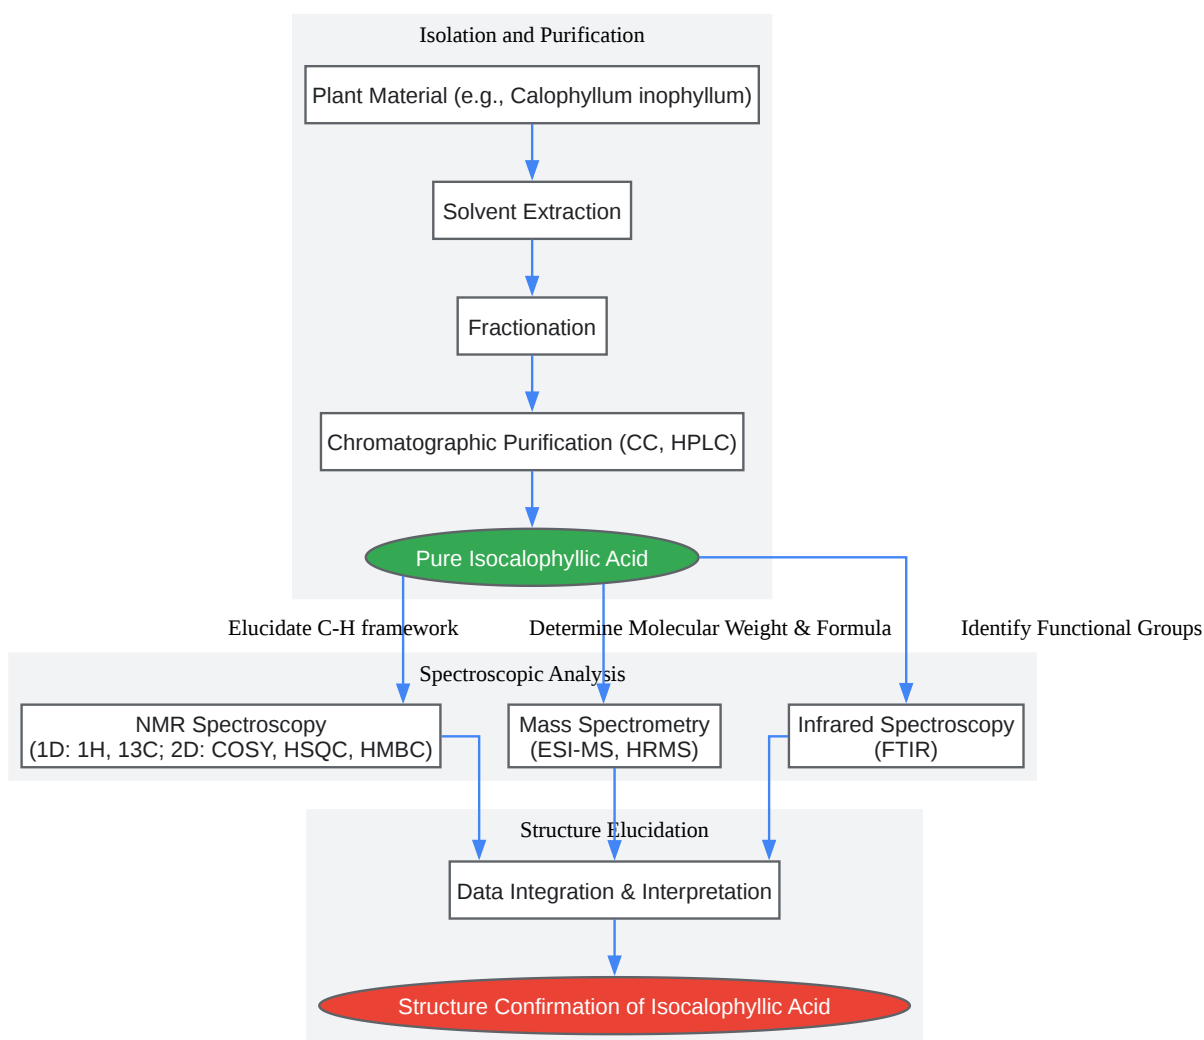 Isolation and Purification
Plant Material (e.g., Calophyllum inophyllum)
Solvent Extraction
Fractionation
Chromatographic Purification (CC, HPLC)
Pure Isocalophyllic Acid
Elucidate C-H framework
Determine Molecular Weight & Formula
Identify Functional Groups
Spectroscopic Analysis
NMR Spectroscopy
(1D: 1H, 13C; 2D: COSY, HSQC, HMBC)
Mass Spectrometry
(ESI-MS, HRMS)
Infrared Spectroscopy
(FTIR)
Structure Elucidation
Data Integration & Interpretation
Structure Confirmation of Isocalophyllic Acid